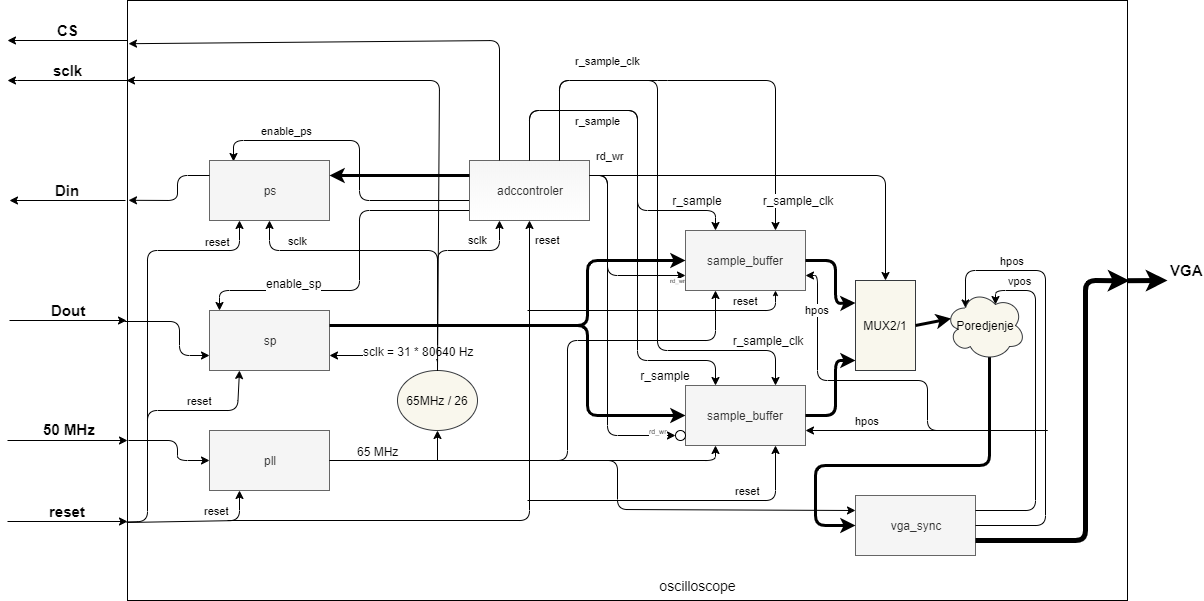 CS
sclk
r_sample_clk
r_sample
enable_ps
rd_wr
Din
ps
adccontroler
r_sample
r_sample_clk
reset
sclk
sclk
reset
sample_buffer
hpos
VGA
rd_wr
vpos
enable_sp
reset
Dout
hpos
MUX2/1
Poredjenje
sp
r_sample_clk
sclk = 31 * 80640 Hz
r_sample
reset
65MHz / 26
sample_buffer
50 MHz
rd_wr
hpos
65 MHz
pll
reset
reset
reset
vga_sync
oscilloscope